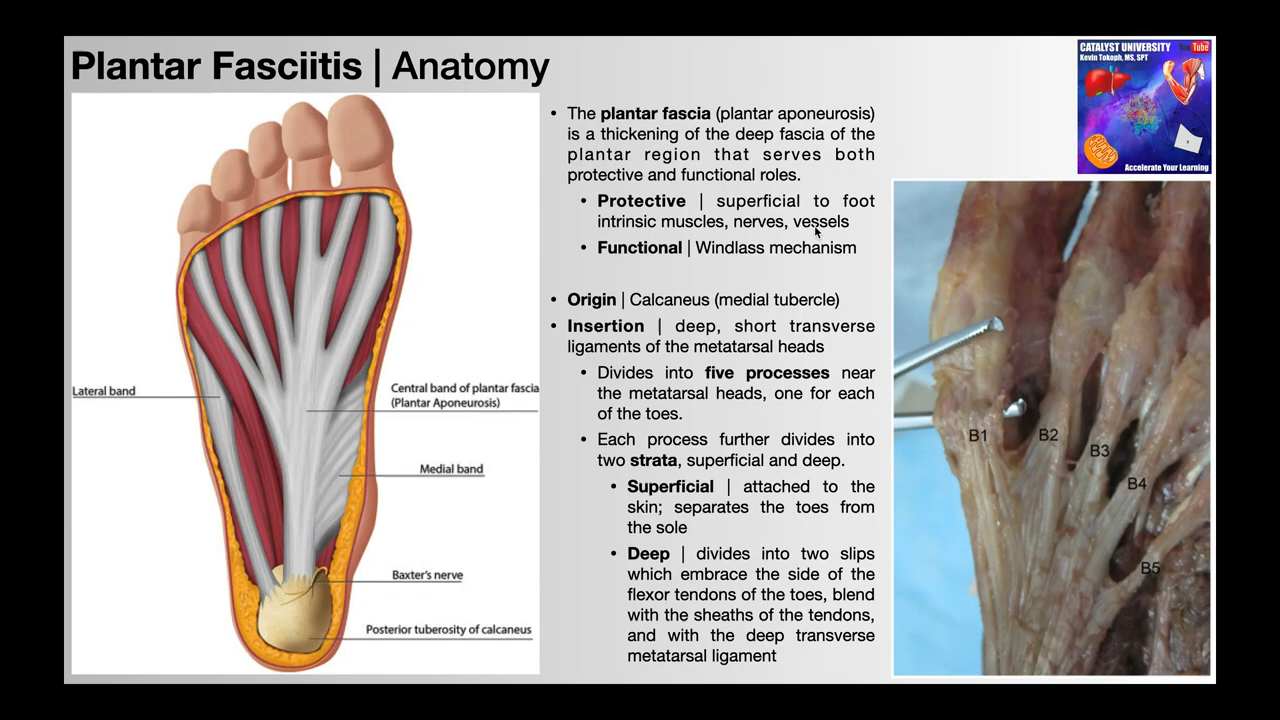 Plantar Fasciitis | Anatomy
CATALYST UNIVERSITY
You Tube
Kevin Tokoph, MS, SPT
Accelerate Your Learning
Lateral band
Central band of plantar fascia
(Plantar Aponeurosis)
Medial band
Baxter's nerve
Posterior tuberosity of calcaneus
• The plantar fascia (plantar aponeurosis)
is a thickening of the deep fascia of the
plantar region that serves both
protective and functional roles.
• Protective | superficial to foot
intrinsic muscles, nerves, vessels
• Functional | Windlass mechanism
• Origin | Calcaneus (medial tubercle)
• Insertion | deep, short transverse
ligaments of the metatarsal heads
• Divides into five processes near
the metatarsal heads, one for each
of the toes.
• Each process further divides into
two strata, superficial and deep.
• Superficial | attached to the
skin; separates the toes from
the sole
• Deep | divides into two slips
which embrace the side of the
flexor tendons of the toes, blend
with the sheaths of the tendons,
and with the deep transverse
metatarsal ligament
B1
B2
B3
B4
B5